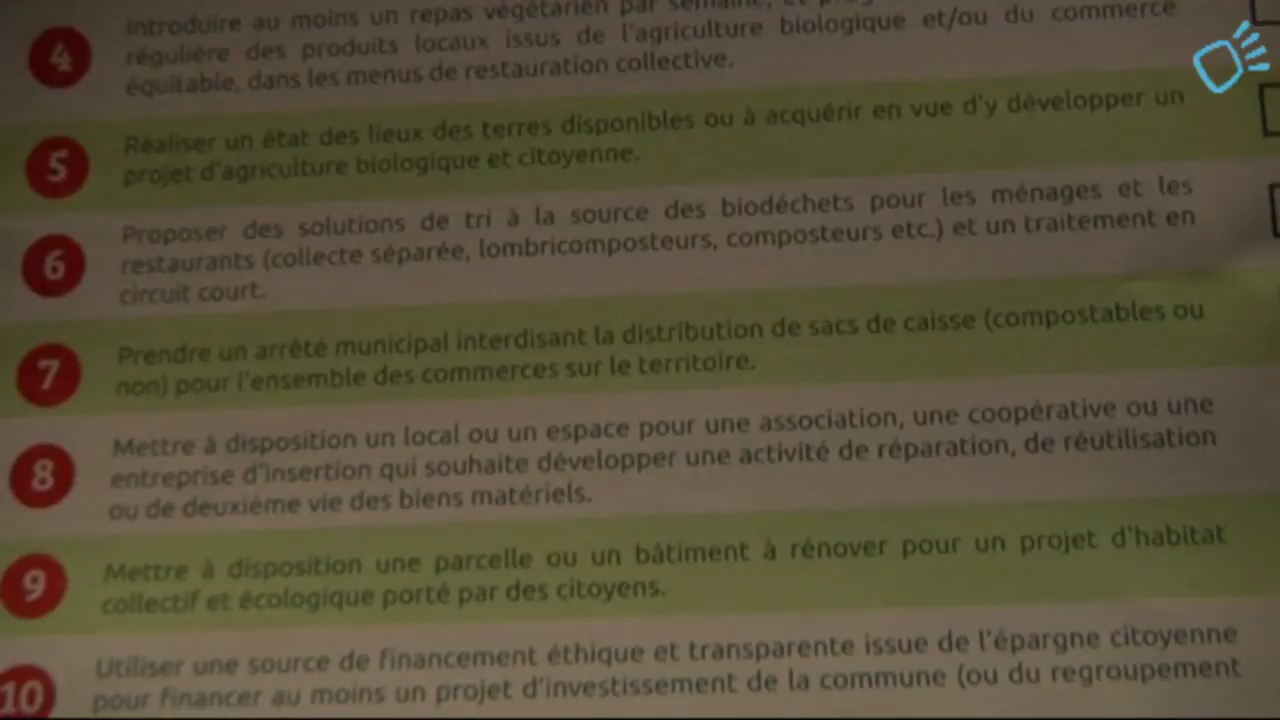 4
Introduire au moins un repas végétarien par semaine, et
régulière des produits locaux issus de l'agriculture biologique et/ou du commerce
équitable, dans les menus de restauration collective.
5
Réaliser un état des lieux des terres disponibles ou à acquérir en vue d'y développer un
projet d'agriculture biologique et citoyenne.
6
Proposer des solutions de tri à la source des biodéchets pour les ménages et les
restaurants (collecte séparée, lombricomposteurs, composteurs etc.) et un traitement en
circuit court.
7
Prendre un arrêté municipal interdisant la distribution de sacs de caisse (compostables ou
non) pour l'ensemble des commerces sur le territoire.
8
Mettre à disposition un local ou un espace pour une association, une coopérative ou une
entreprise d'insertion qui souhaite développer une activité de réparation, de réutilisation
ou de deuxième vie des biens matériels.
9
Mettre à disposition une parcelle ou un bâtiment à rénover pour un projet d'habitat
collectif et écologique porté par des citoyens.
10
Utiliser une source de financement éthique et transparente issue de l'épargne citoyenne
pour financer au moins un projet d'investissement de la commune (ou du regroupement